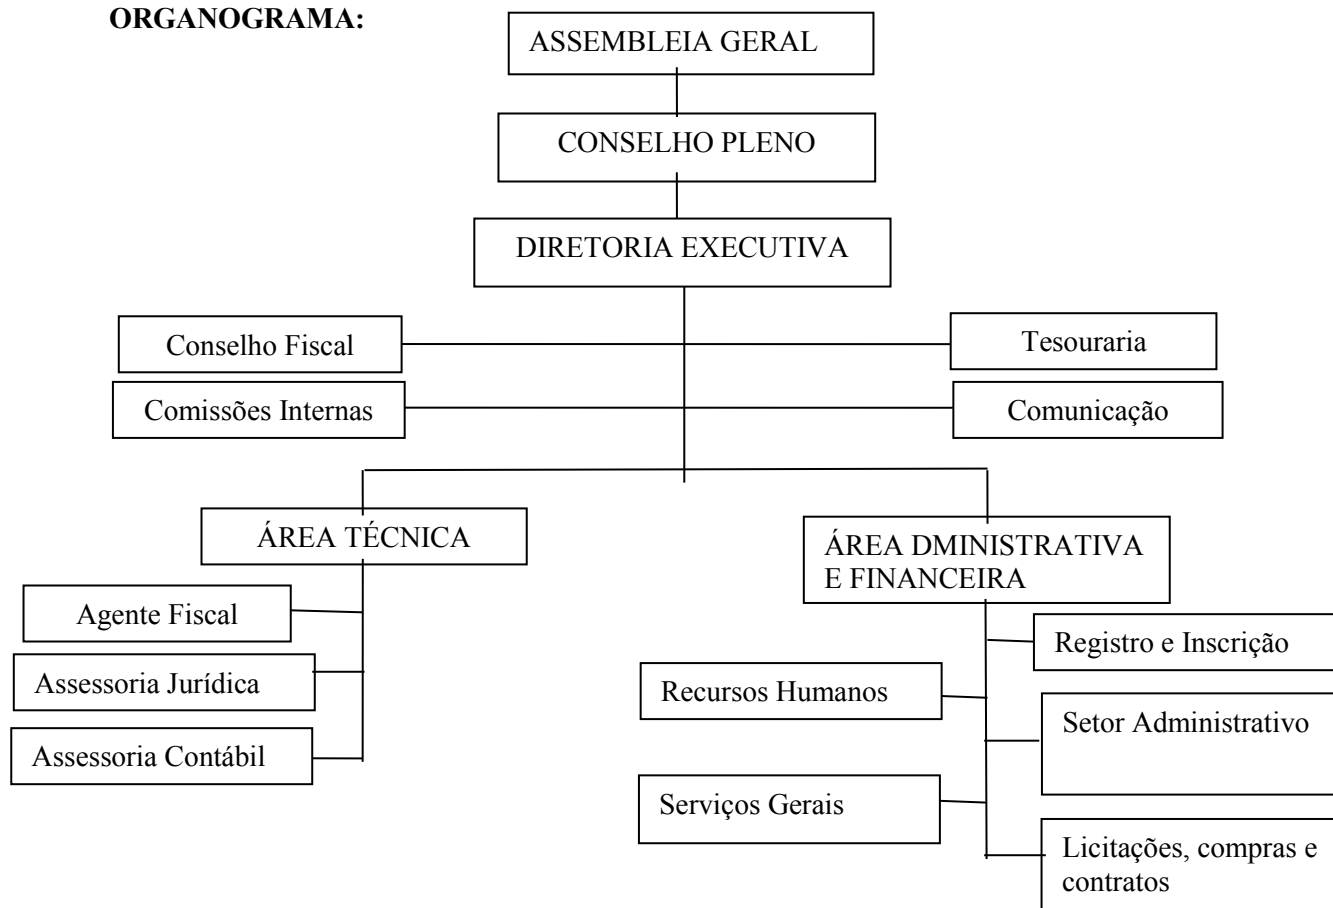 ORGANOGRAMA:
ASSEMBLEIA GERAL
CONSELHO PLENO
DIRETORIA EXECUTIVA
Conselho Fiscal
Tesouraria
Comissões Internas
Comunicação
ÁREA TÉCNICA
ÁREA DMINISTRATIVA
E FINANCEIRA
Agente Fiscal
Assessoria Jurídica
Assessoria Contábil
Registro e Inscrição
Recursos Humanos
Setor Administrativo
Serviços Gerais
Licitações, compras e
contratos